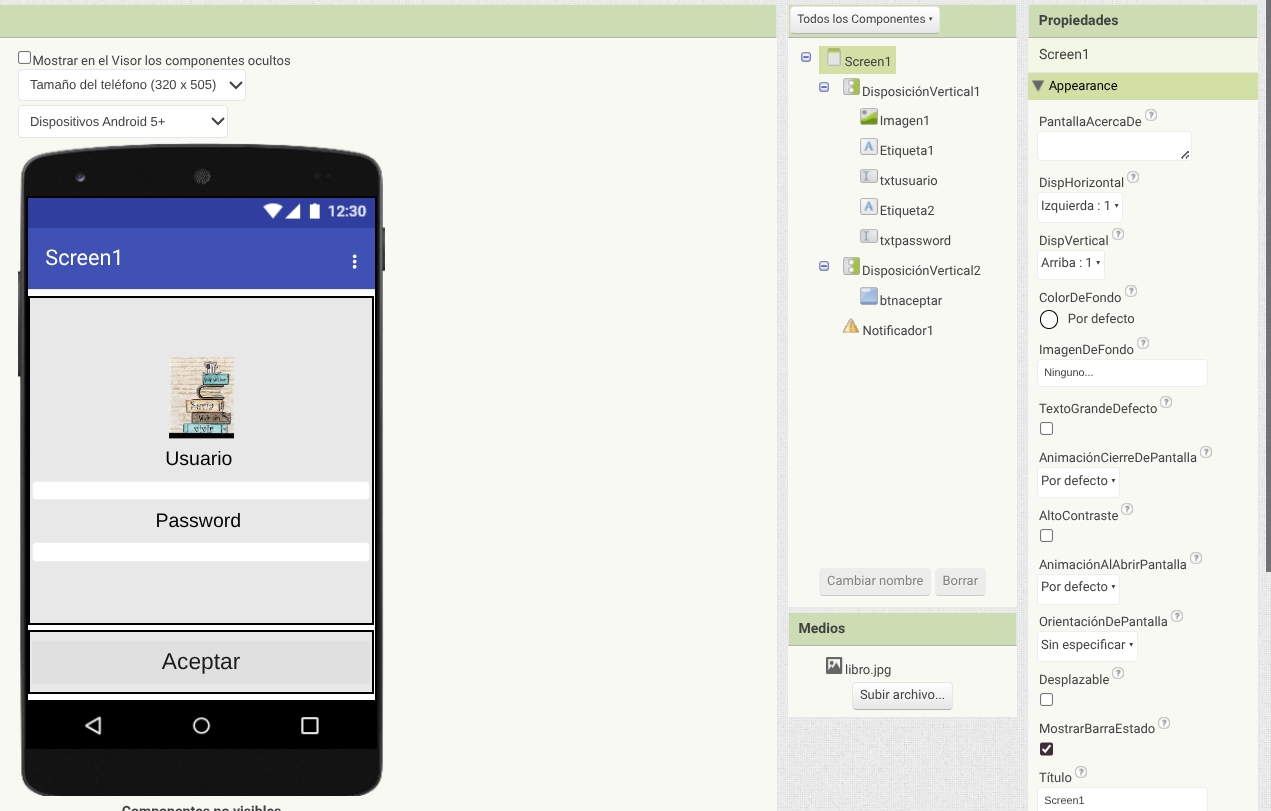 Mostrar en el Visor los componentes ocultos
Tamaño del teléfono (320 x 505)
Dispositivos Android 5+
12:30
Screen1
Usuario
Password
Aceptar
Todos los Componentes
Screen1
DisposiciónVertical1
Imagen1
Etiqueta1
txtusuario
Etiqueta2
txtpassword
DisposiciónVertical2
btnaceptar
Notificador1
Cambiar nombre Borrar
Medios
libro.jpg
Subir archivo...
Propiedades
Screen1
Appearance
PantallaAcercaDe
DispHorizontal
Izquierda : 1
DispVertical
Arriba : 1
ColorDeFondo
Por defecto
ImagenDeFondo
Ninguno...
TextoGrandeDefecto
AnimaciónCierreDePantalla
Por defecto
AltoContraste
AnimaciónAlAbrirPantalla
Por defecto
OrientaciónDePantalla
Sin especificar
Desplazable
MostrarBarraEstado
Título
Screen1